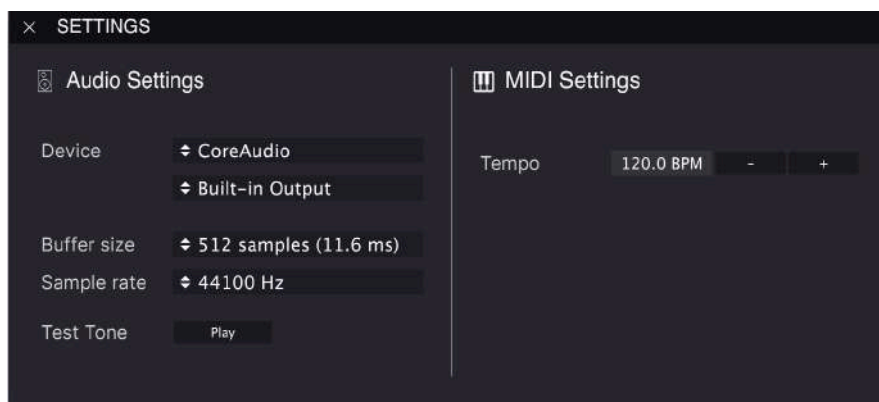 × SETTINGS
Audio Settings
Device
CoreAudio
Built-in Output
Buffer size
512 samples (11.6 ms)
Sample rate
44100 Hz
Test Tone
Play
MIDI Settings
Tempo
120.0 BPM
-
+